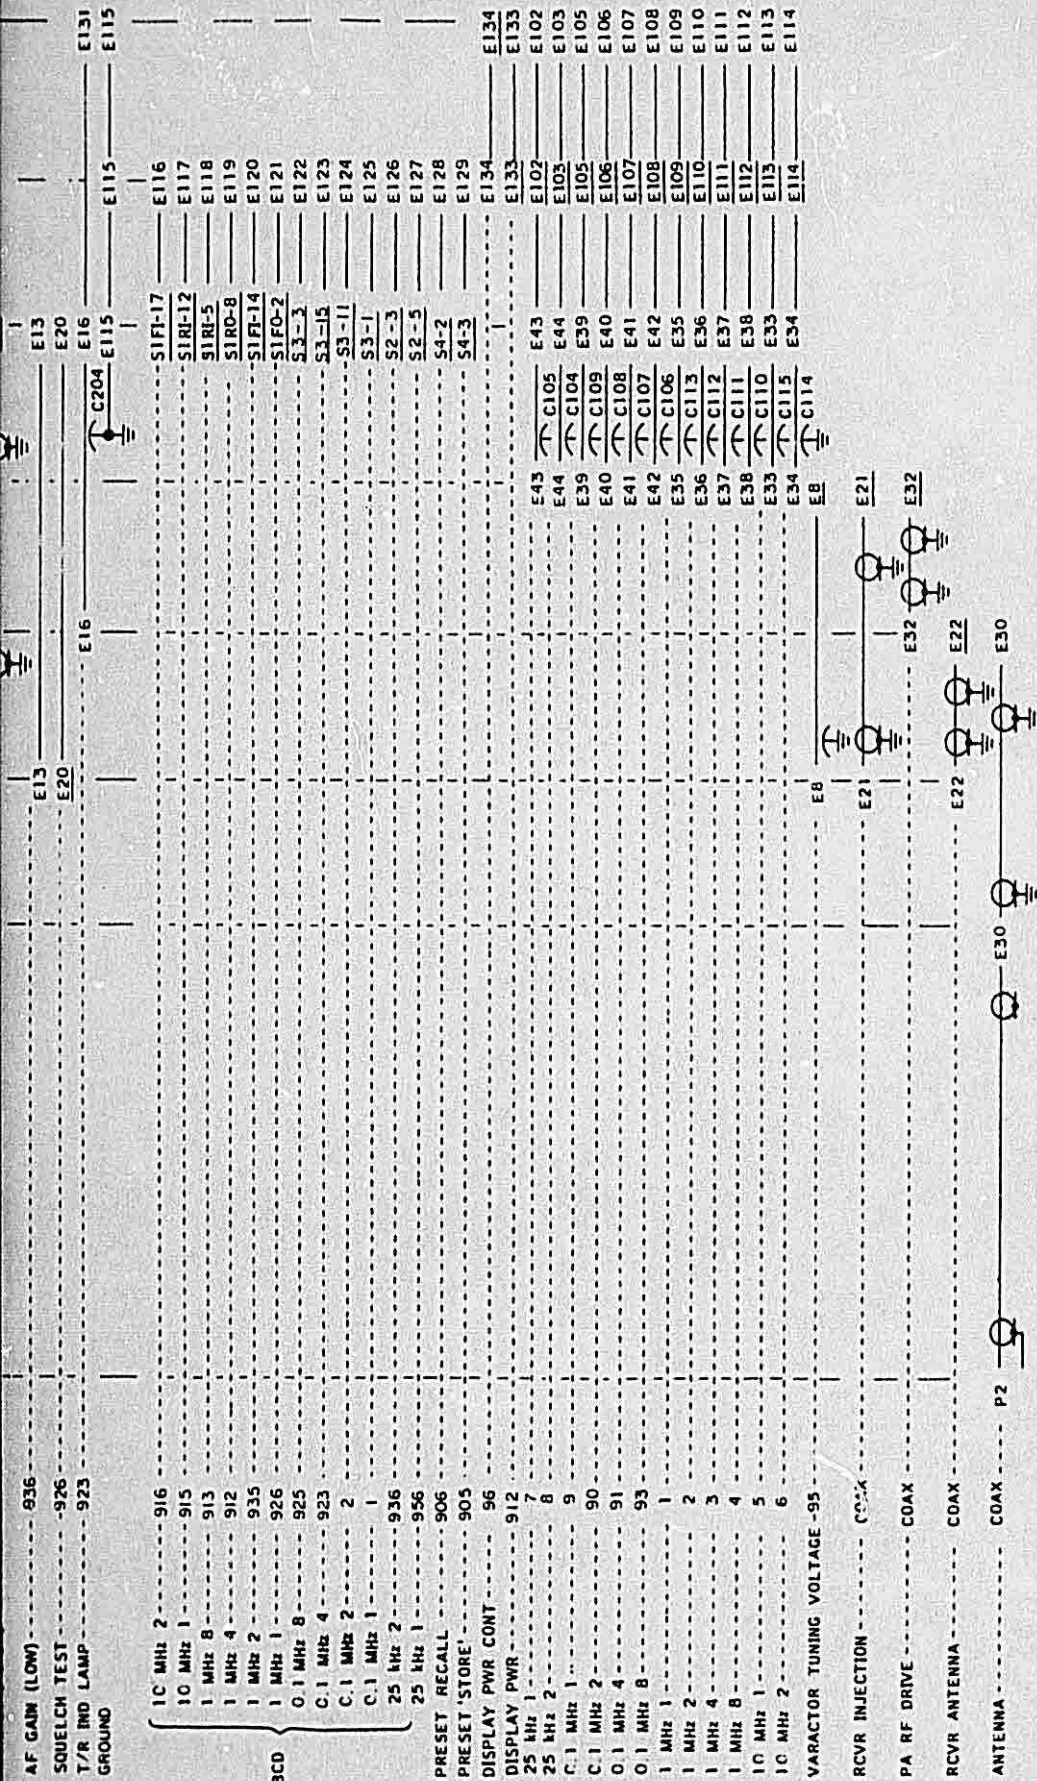 AF GAIN (LOW) 936 E13 E13
SQUELCH TEST 926 E20 E20
T/R IND LAMP 923 E16 E16 E131
C204
GROUND E115 E115 E115
BCD
10 MHz 2 916 S1FI-17 E116
10 MHz 1 915 S1RI-12 E117
1 MHz 8 913 S1RI-5 E118
1 MHz 4 912 S1RO-8 E119
1 MHz 2 935 S1FI-14 E120
1 MHz 1 926 S1FO-2 E121
0.1 MHz 8 925 S3-3 E122
0.1 MHz 4 923 S3-15 E123
0.1 MHz 2 2 S3-11 E124
0.1 MHz 1 1 S3-1 E125
25 kHz 2 936 S2-3 E126
25 kHz 1 956 S2-5 E127
PRESET RECALL 906 S4-2 E128
PRESET 'STORE' 905 S4-3 E129
DISPLAY PWR CONT 96 E134 E134
DISPLAY PWR 912 E133 E133
25 kHz 1 7 E43 E43 E102 E102
C105
25 kHz 2 8 E44 E44 E103 E103
C104
0.1 MHz 1 9 E39 E39 E105 E105
C109
0.1 MHz 2 90 E40 E40 E106 E106
C108
0.1 MHz 4 91 E41 E41 E107 E107
C107
0.1 MHz 8 93 E42 E42 E108 E108
C106
1 MHz 1 1 E35 E35 E109 E109
C113
1 MHz 2 2 E36 E36 E110 E110
C112
1 MHz 4 3 E37 E37 E111 E111
C111
1 MHz 8 4 E38 E38 E112 E112
C110
10 MHz 1 5 E33 E33 E113 E113
C115
10 MHz 2 6 E34 E34 E114 E114
C114
VARACTOR TUNING VOLTAGE 95 E8 E8
RCVR INJECTION COAX E21 E21
PA RF DRIVE COAX E32 E32
RCVR ANTENNA COAX E22 E22
ANTENNA COAX P2 E30 E30